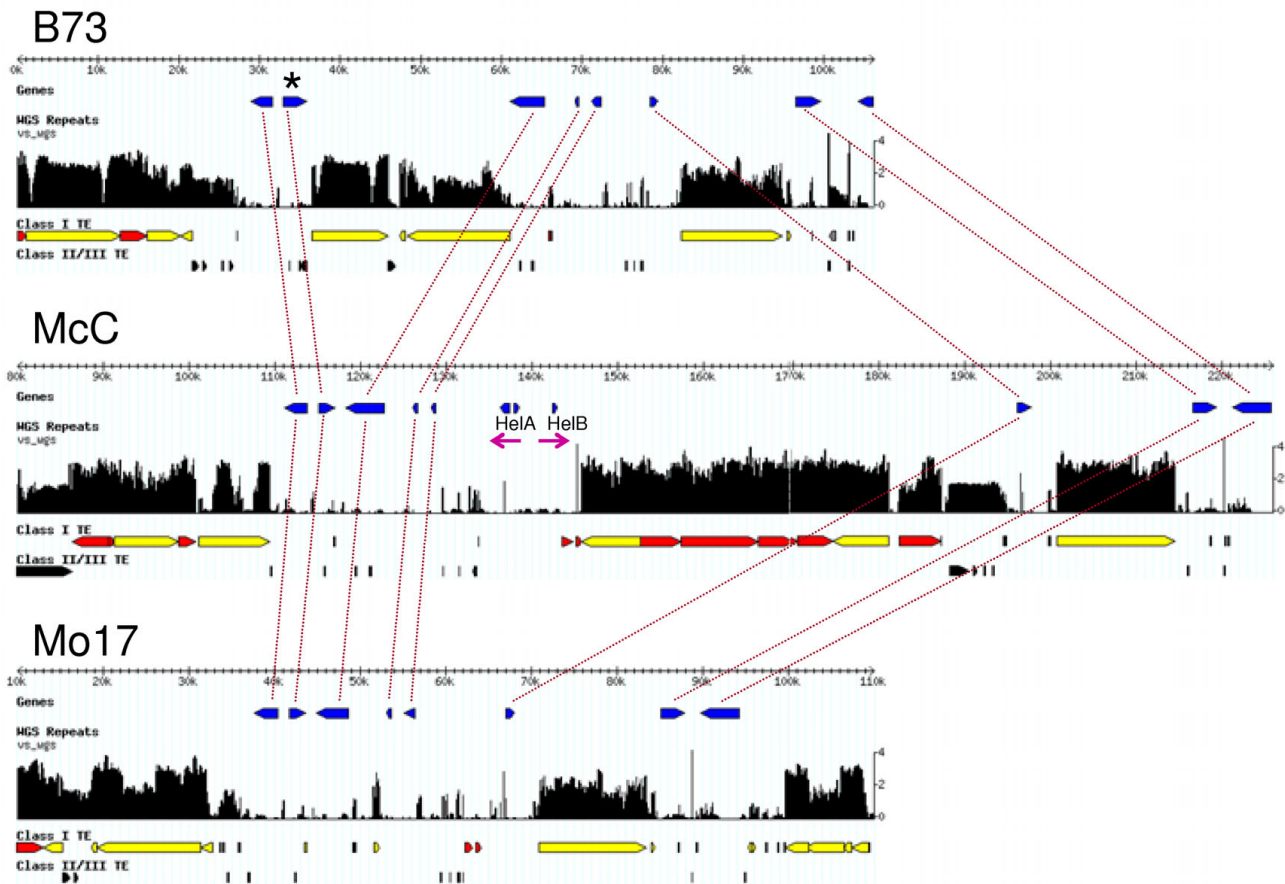 B73
0k 10k 20k 30k 40k 50k 60k 70k 80k 90k 100k
*
Genes
WGS Repeats
vs_wgs
4
2
0
Class I TE
Class II/III TE
McC
80k 90k 100k 110k 120k 130k 140k 150k 160k 170k 180k 190k 200k 210k 220k
Genes
WGS Repeats
vs_wgs
HelA HelB
4
2
0
Class I TE
Class II/III TE
Mo17
10k 20k 30k 40k 50k 60k 70k 80k 90k 100k 110k
Genes
WGS Repeats
vs_wgs
4
2
0
Class I TE
Class II/III TE